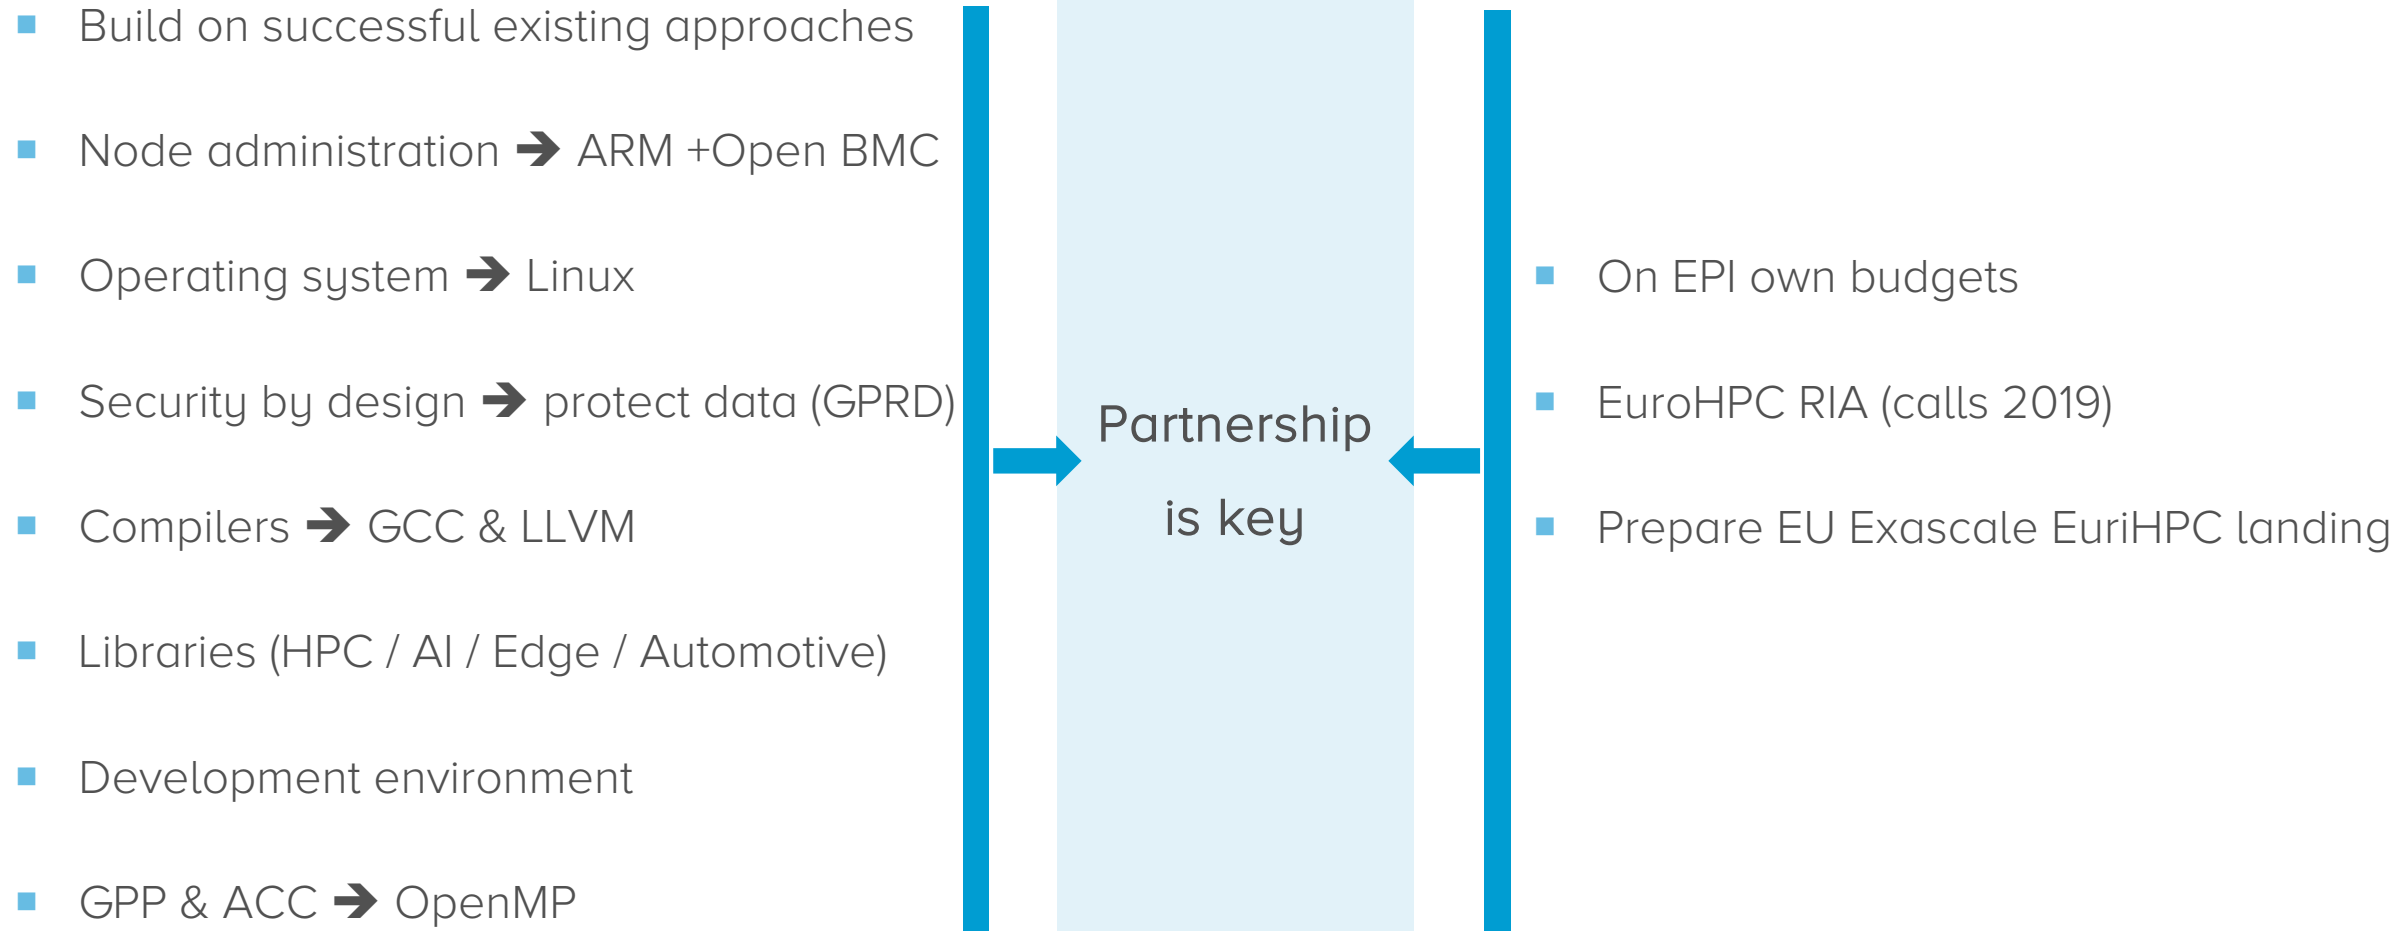 Build on successful existing approaches
Node administration ➔ ARM +Open BMC
Operating system ➔ Linux
Security by design ➔ protect data (GPRD)
Compilers ➔ GCC & LLVM
Libraries (HPC / AI / Edge / Automotive)
Development environment
GPP & ACC ➔ OpenMP
Partnership
is key
On EPI own budgets
EuroHPC RIA (calls 2019)
Prepare EU Exascale EuriHPC landing